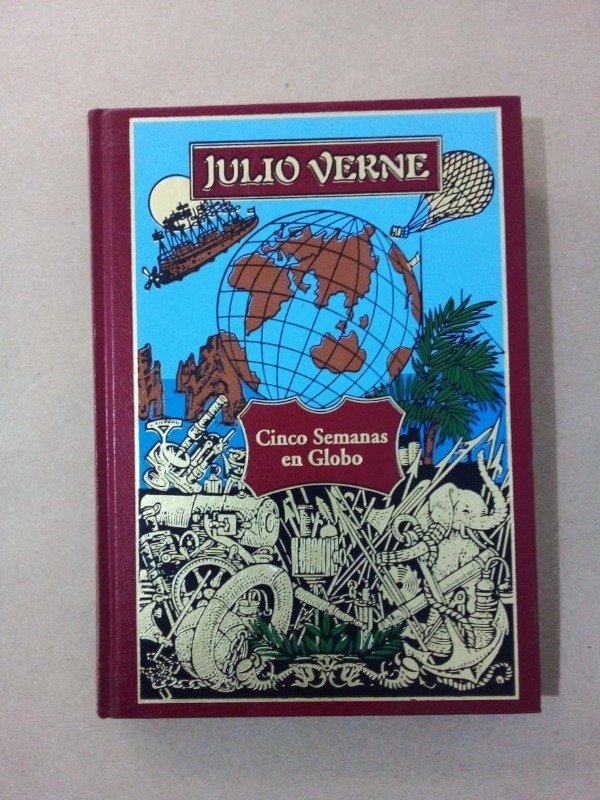 JULIO VERNE
Cinco Semanas
en Globo